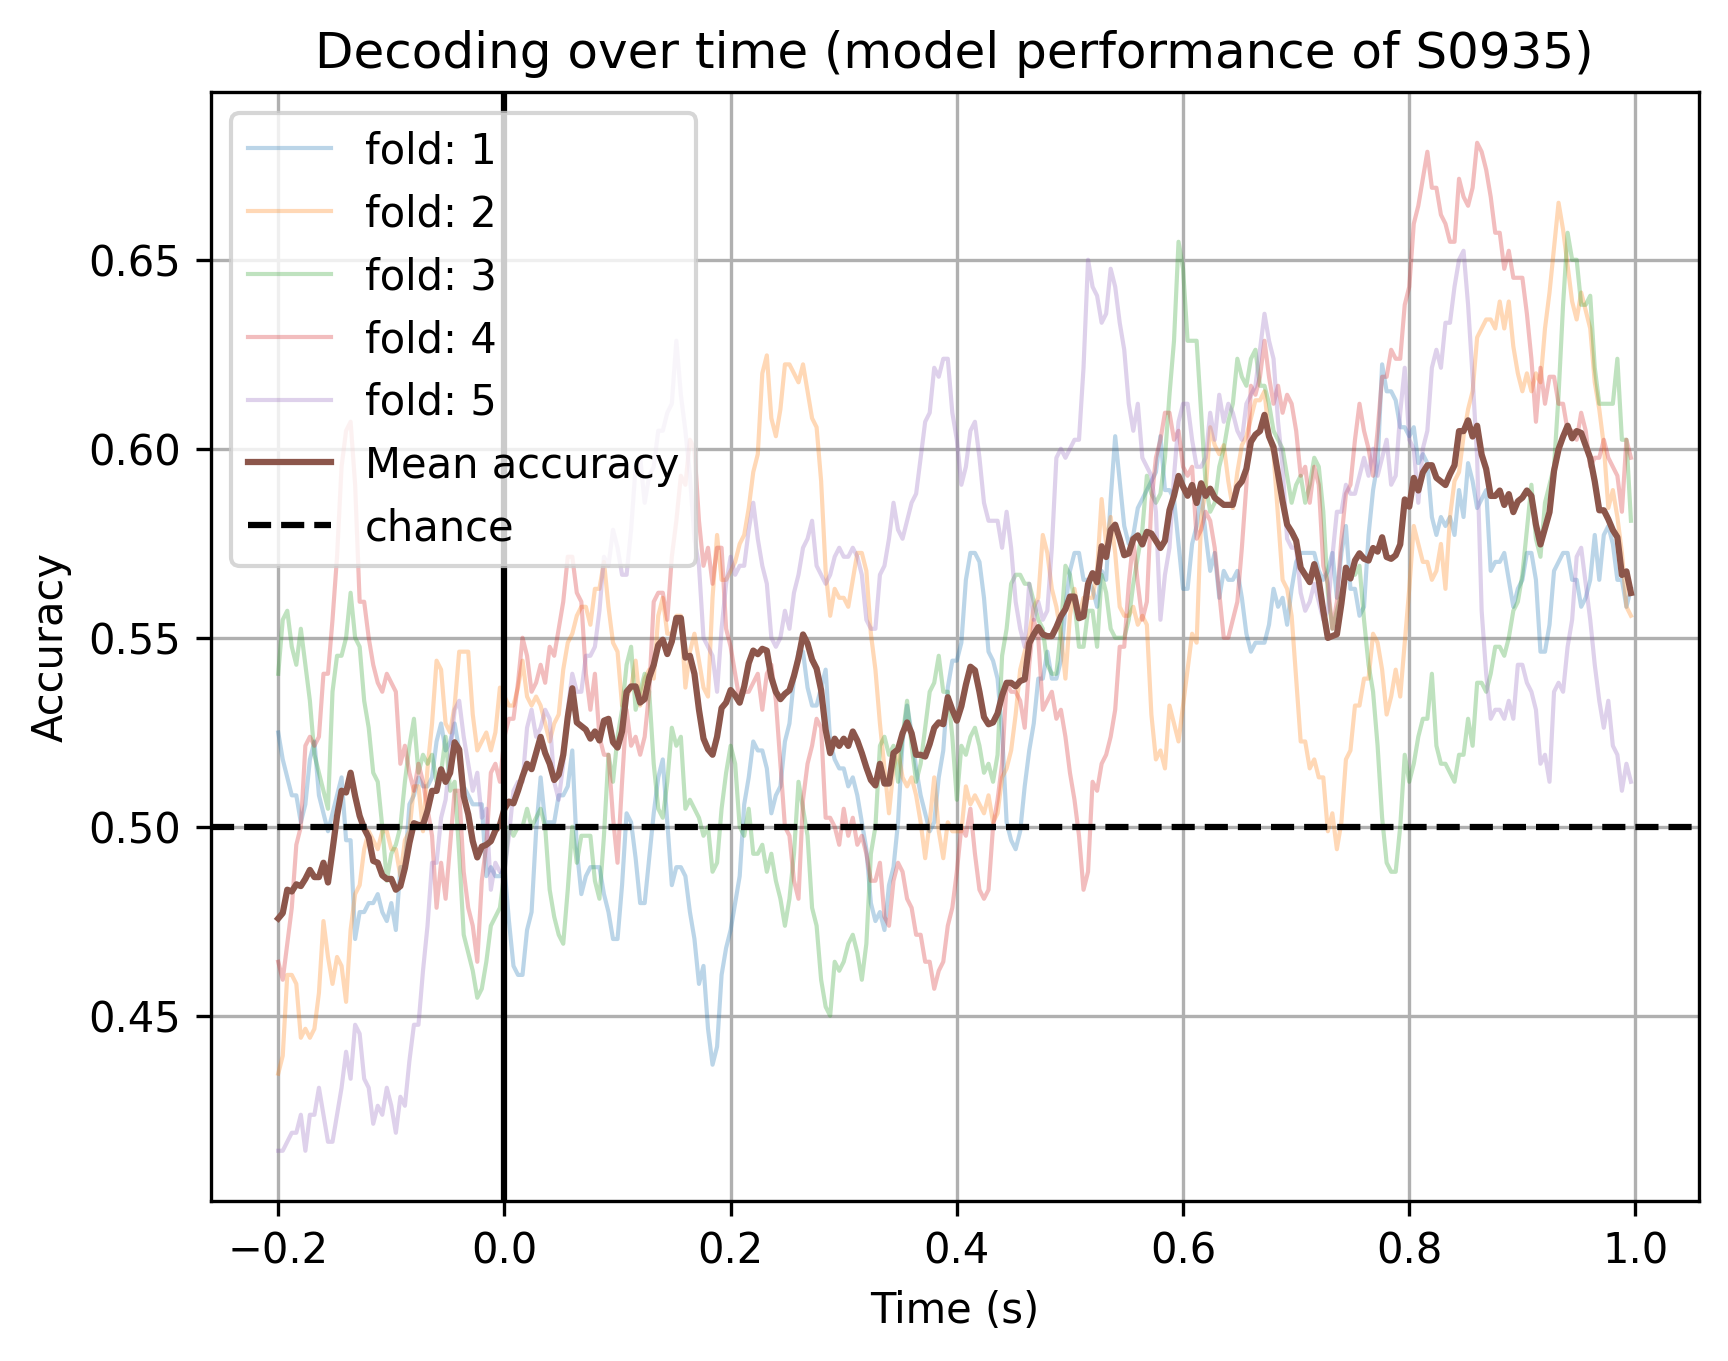 Decoding over time (model performance of S0935)
fold: 1
fold: 2
fold: 3
fold: 4
fold: 5
Mean accuracy
chance
Accuracy
0.65
0.60
0.55
0.50
0.45
−0.2 0.0 0.2 0.4 0.6 0.8 1.0
Time (s)